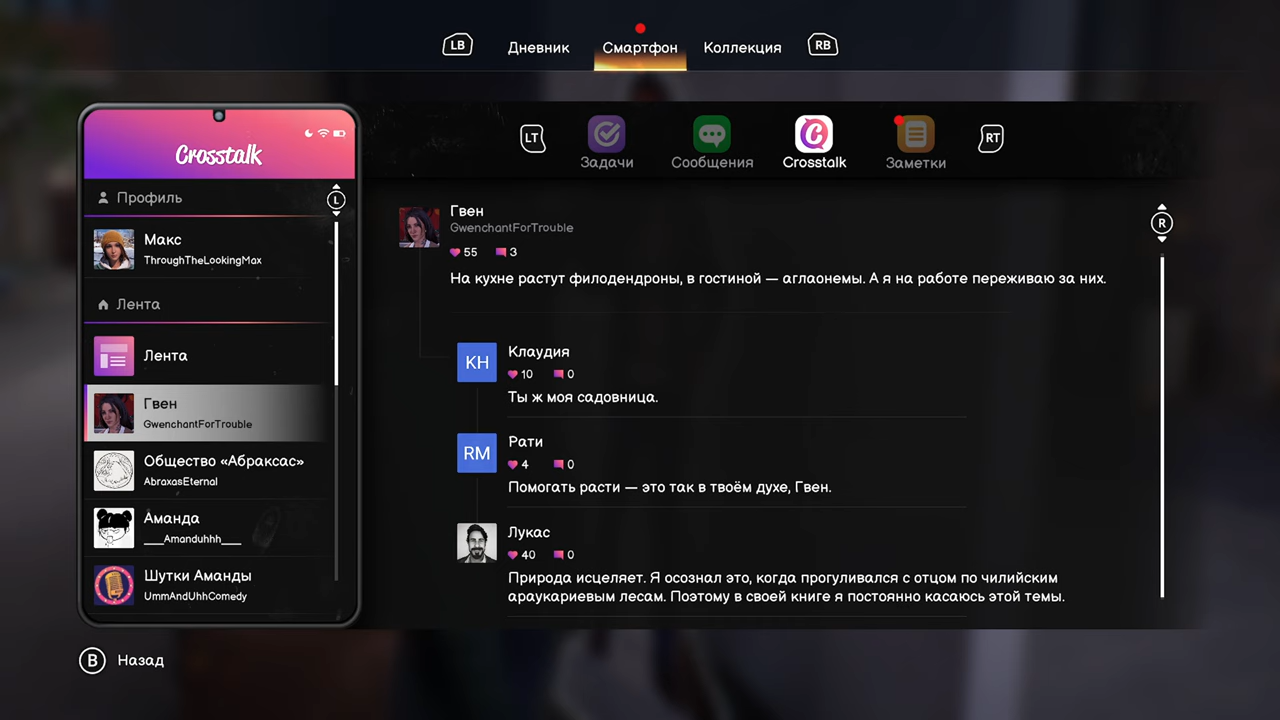 LB
Дневник
Смартфон
Коллекция
RB
Crosstalk
Профиль
L
Макс
ThroughTheLookingMax
Лента
Лента
Гвен
GwenchantForTrouble
Общество «Абраксас»
AbraxasEternal
Аманда
___Amanduhhh___
Шутки Аманды
UmmAndUhhComedy
LT
Задачи
Сообщения
Crosstalk
Заметки
RT
R
Гвен
GwenchantForTrouble
55 3
На кухне растут филодендроны, в гостиной — аглаонемы. А я на работе переживаю за них.
KH
Клаудия
10 0
Ты ж моя садовница.
RM
Рати
4 0
Помогать расти — это так в твоём духе, Гвен.
Лукас
40 0
Природа исцеляет. Я осознал это, когда прогуливался с отцом по чилийским
араукариевым лесам. Поэтому в своей книге я постоянно касаюсь этой темы.
B Назад